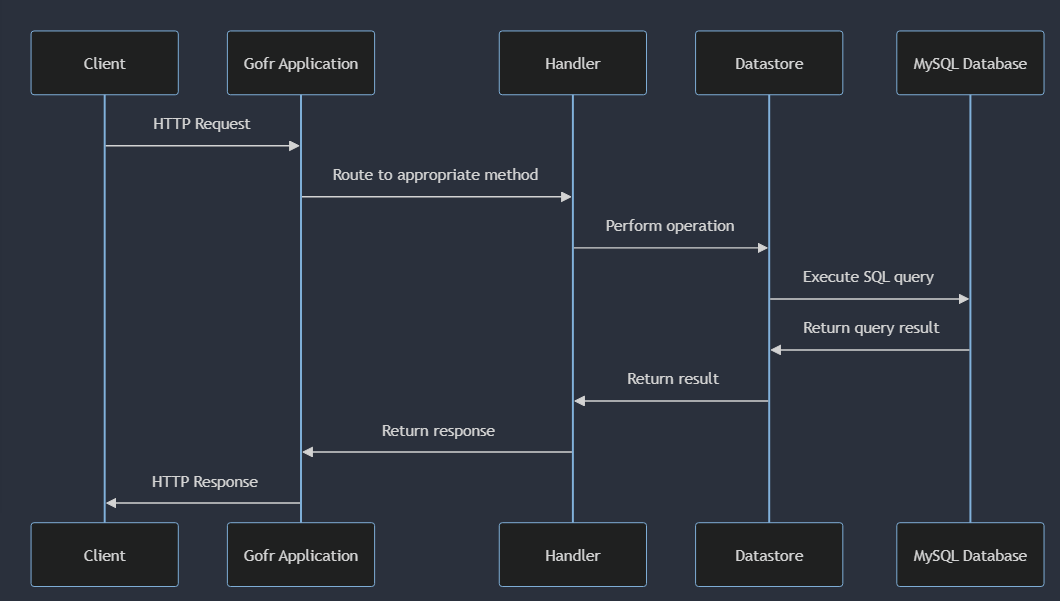 Client
Gofr Application
Handler
Datastore
MySQL Database
HTTP Request
Route to appropriate method
Perform operation
Execute SQL query
Return query result
Return result
Return response
HTTP Response
Client
Gofr Application
Handler
Datastore
MySQL Database